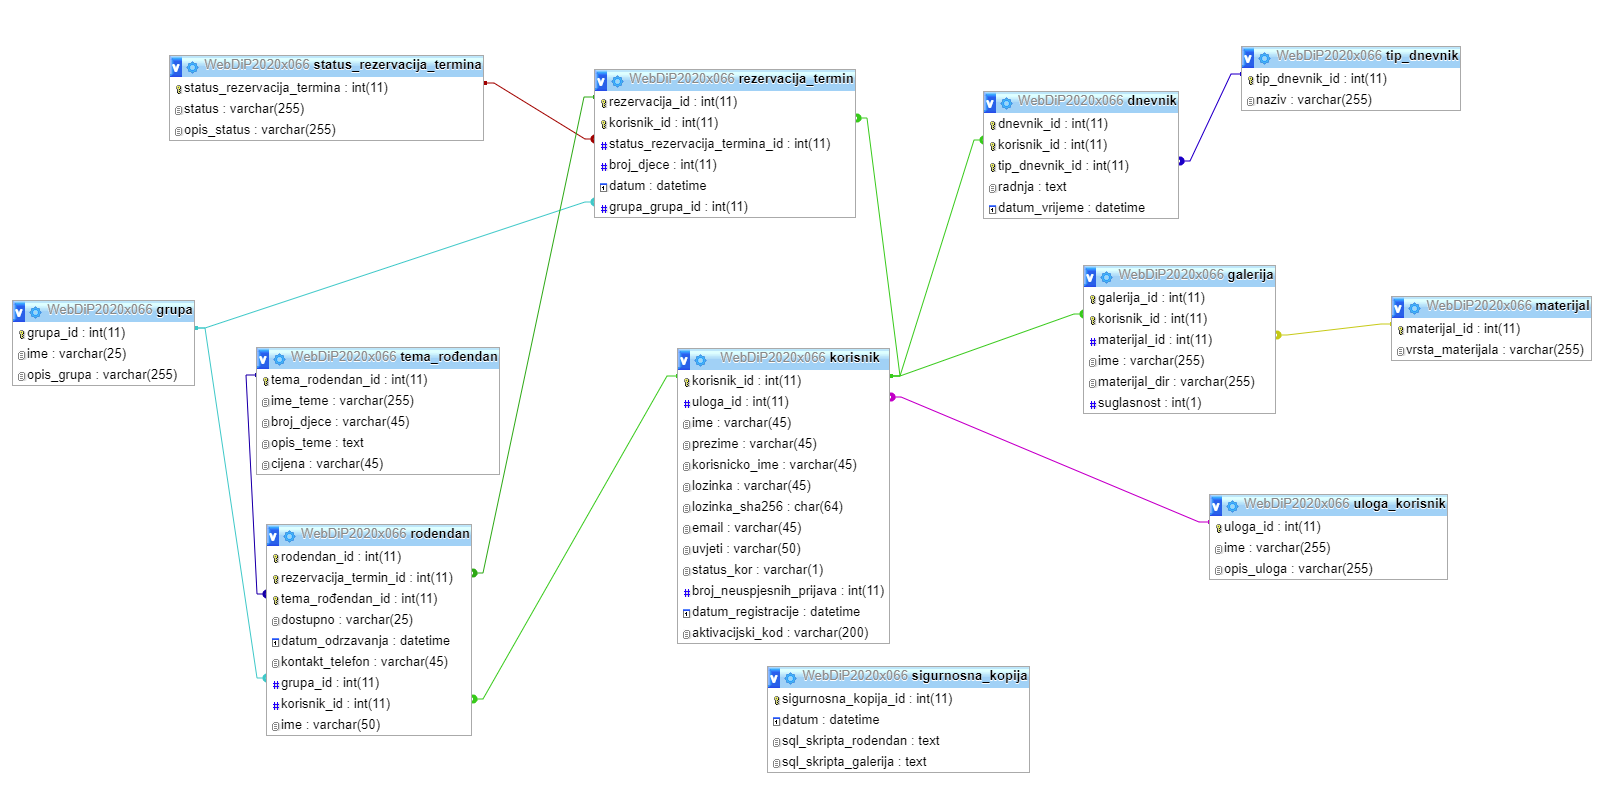 WebDiP2020x066 status_rezervacija_termina
status_rezervacija_termina : int(11)
status : varchar(255)
opis_status : varchar(255)
WebDiP2020x066 rezervacija_termin
rezervacija_id : int(11)
korisnik_id : int(11)
status_rezervacija_termina_id : int(11)
broj_djece : int(11)
datum : datetime
grupa_grupa_id : int(11)
WebDiP2020x066 dnevnik
dnevnik_id : int(11)
korisnik_id : int(11)
tip_dnevnik_id : int(11)
radnja : text
datum_vrijeme : datetime
WebDiP2020x066 tip_dnevnik
tip_dnevnik_id : int(11)
naziv : varchar(255)
WebDiP2020x066 grupa
grupa_id : int(11)
ime : varchar(25)
opis_grupa : varchar(255)
WebDiP2020x066 tema_rođendan
tema_rodendan_id : int(11)
ime_teme : varchar(255)
broj_djece : varchar(45)
opis_teme : text
cijena : varchar(45)
WebDiP2020x066 korisnik
korisnik_id : int(11)
uloga_id : int(11)
ime : varchar(45)
prezime : varchar(45)
korisnicko_ime : varchar(45)
lozinka : varchar(45)
lozinka_sha256 : char(64)
email : varchar(45)
uvjeti : varchar(50)
status_kor : varchar(1)
broj_neuspjesnih_prijava : int(11)
datum_registracije : datetime
aktivacijski_kod : varchar(200)
WebDiP2020x066 galerija
galerija_id : int(11)
korisnik_id : int(11)
materijal_id : int(11)
ime : varchar(255)
materijal_dir : varchar(255)
suglasnost : int(1)
WebDiP2020x066 materijal
materijal_id : int(11)
vrsta_materijala : varchar(255)
WebDiP2020x066 rođendan
rodendan_id : int(11)
rezervacija_termin_id : int(11)
tema_rođendan_id : int(11)
dostupno : varchar(25)
datum_odrzavanja : datetime
kontakt_telefon : varchar(45)
grupa_id : int(11)
korisnik_id : int(11)
ime : varchar(50)
WebDiP2020x066 uloga_korisnik
uloga_id : int(11)
ime : varchar(255)
opis_uloga : varchar(255)
WebDiP2020x066 sigurnosna_kopija
sigurnosna_kopija_id : int(11)
datum : datetime
sql_skripta_rodendan : text
sql_skripta_galerija : text